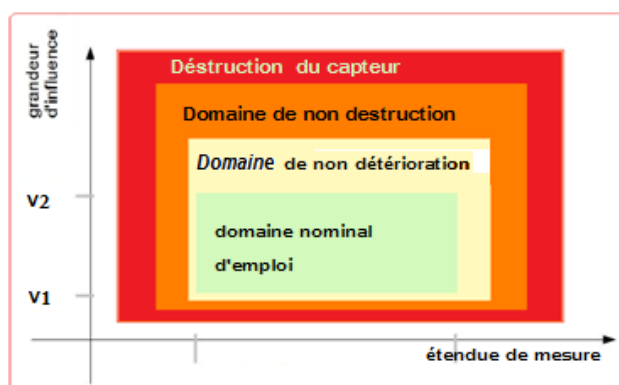 grandeur
d'influence
Déstruction du capteur
Domaine de non destruction
Domaine de non détérioration
V2
domaine nominal
d'emploi
V1
étendue de mesure